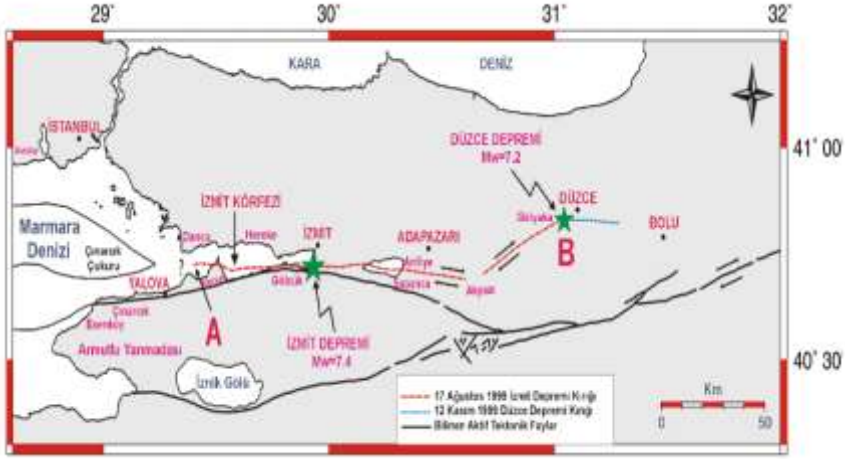 29˚ 30˚ 31˚ 32˚
KARA DENİZ
İSTANBUL
41˚ 00
DÜZCE DEPREMİ
Mw=7.2
DÜZCE
İZMİT KÖRFEZİ
BOLU
Marmara
Denizi
Darıca Hereke İZMİT
ADAPAZARI
B
Çınarcık
Çukuru
Arifiye
YALOVA
Gölcük
Sapanca
Akyazı
Çınarcık
A
Armutlu Yarımadası
İZMİT DEPREMİ
Mw=7.4
40˚ 30
İznik Gölü
17 Ağustos 1999 İzmit Depremi Kırığı
12 Kasım 1999 Düzce Depremi Kırığı
Bilinen Aktif Tektonik Faylar
Km
0 50